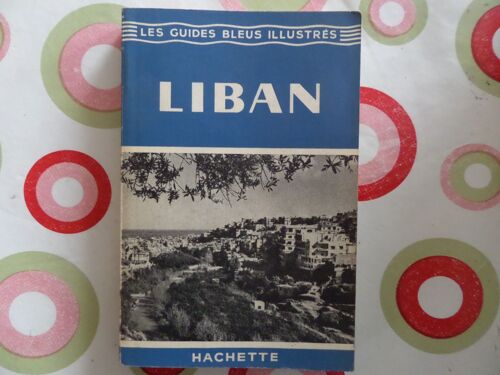 LES GUIDES BLEUS ILLUSTRÉS
LIBAN
HACHETTE